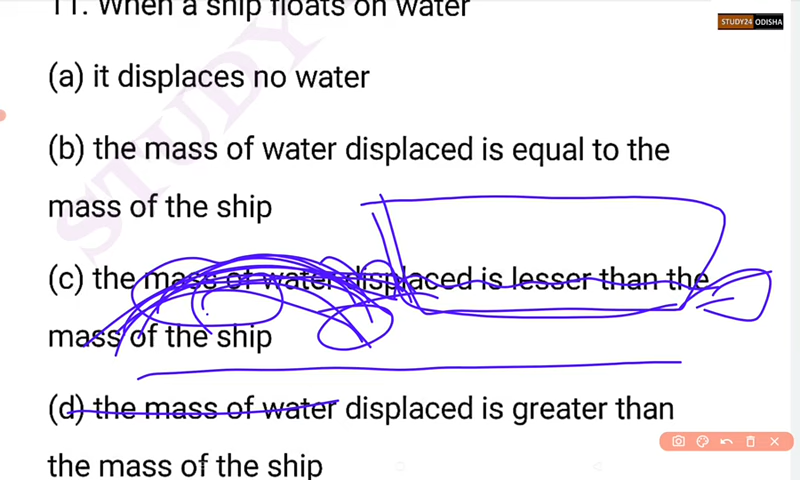 11. When a ship floats on water
STUDY24 ODISHA
(a) it displaces no water
(b) the mass of water displaced is equal to the
mass of the ship
(c) the mass of water displaced is lesser than the
mass of the ship
(d) the mass of water displaced is greater than
the mass of the ship
STUDY